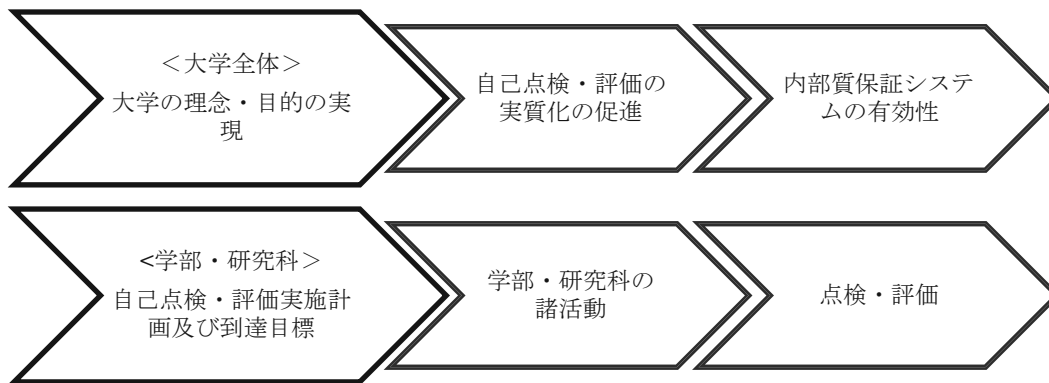 ＜大学全体＞
大学の理念・目的の実
現
自己点検・評価の
実質化の促進
内部質保証システ
ムの有効性
<学部・研究科＞
自己点検・評価実施計
画及び到達目標
学部・研究科の
諸活動
点検・評価